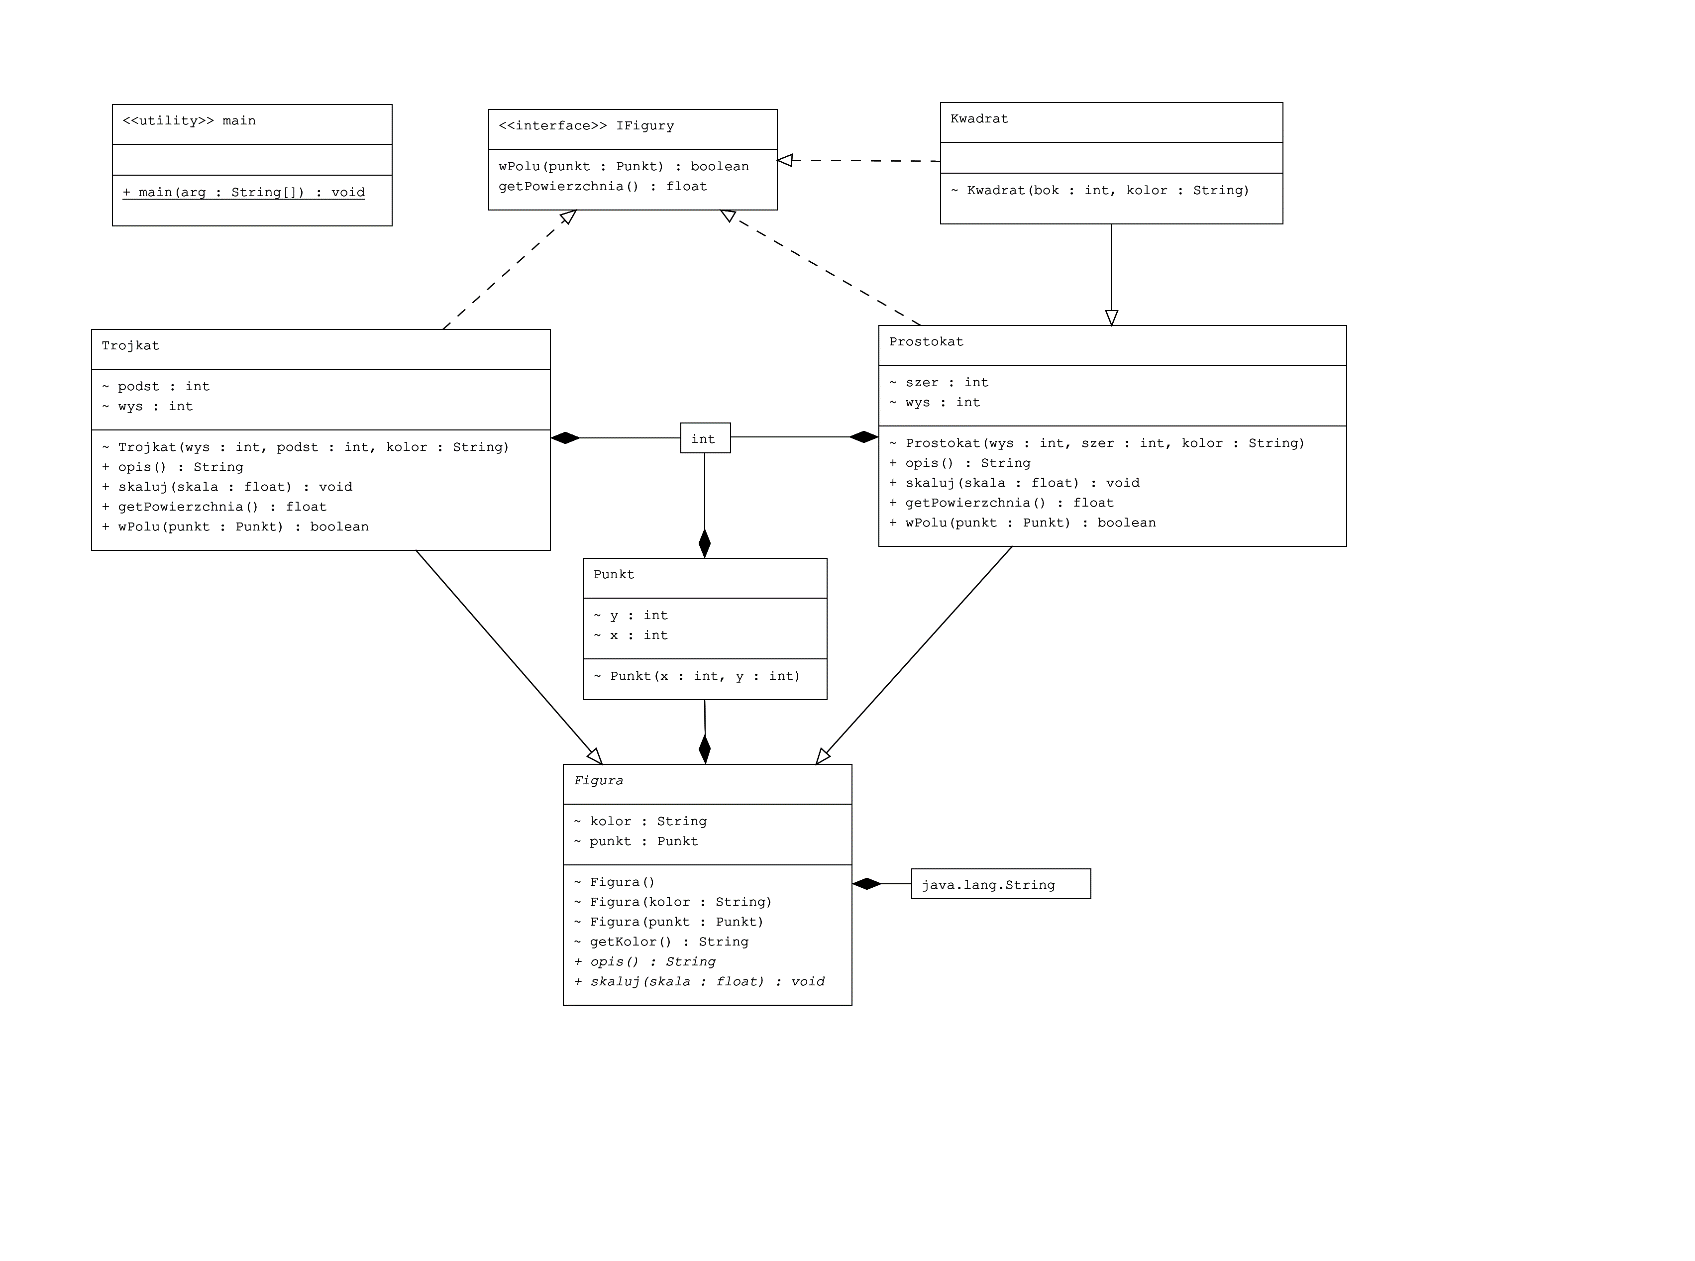 <<utility>> main
+ main(arg : String[]) : void
<<interface>> IFigury
wPolu(punkt : Punkt) : boolean
getPowierzchnia() : float
Kwadrat
~ Kwadrat(bok : int, kolor : String)
Trojkat
~ podst : int
~ wys : int
~ Trojkat(wys : int, podst : int, kolor : String)
+ opis() : String
+ skaluj(skala : float) : void
+ getPowierzchnia() : float
+ wPolu(punkt : Punkt) : boolean
int
Prostokat
~ szer : int
~ wys : int
~ Prostokat(wys : int, szer : int, kolor : String)
+ opis() : String
+ skaluj(skala : float) : void
+ getPowierzchnia() : float
+ wPolu(punkt : Punkt) : boolean
Punkt
~ y : int
~ x : int
~ Punkt(x : int, y : int)
Figura
~ kolor : String
~ punkt : Punkt
~ Figura()
~ Figura(kolor : String)
~ Figura(punkt : Punkt)
~ getKolor() : String
+ opis() : String
+ skaluj(skala : float) : void
java.lang.String